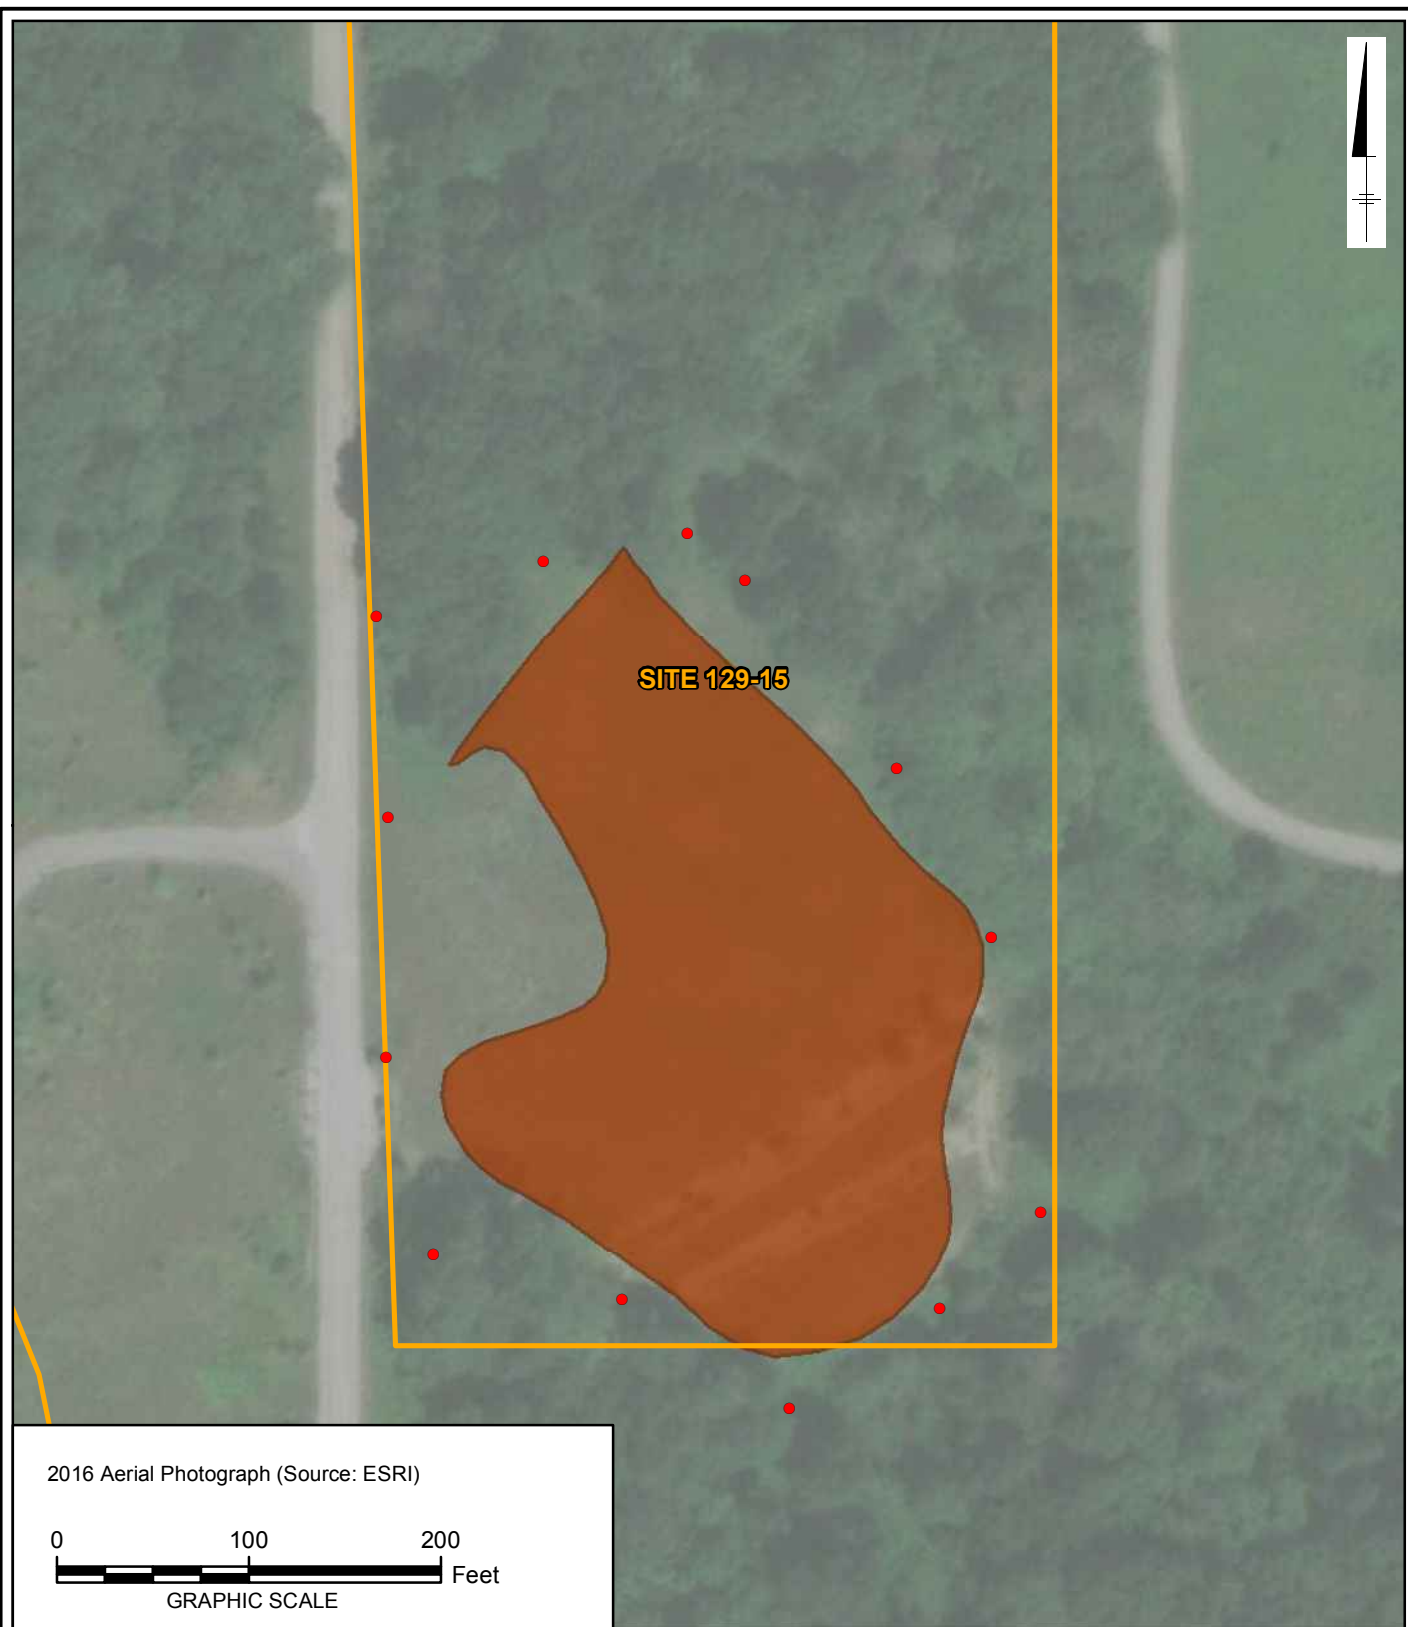 SITE 129-15
2016 Aerial Photograph (Source: ESRI)
0 100 200
Feet
GRAPHIC SCALE